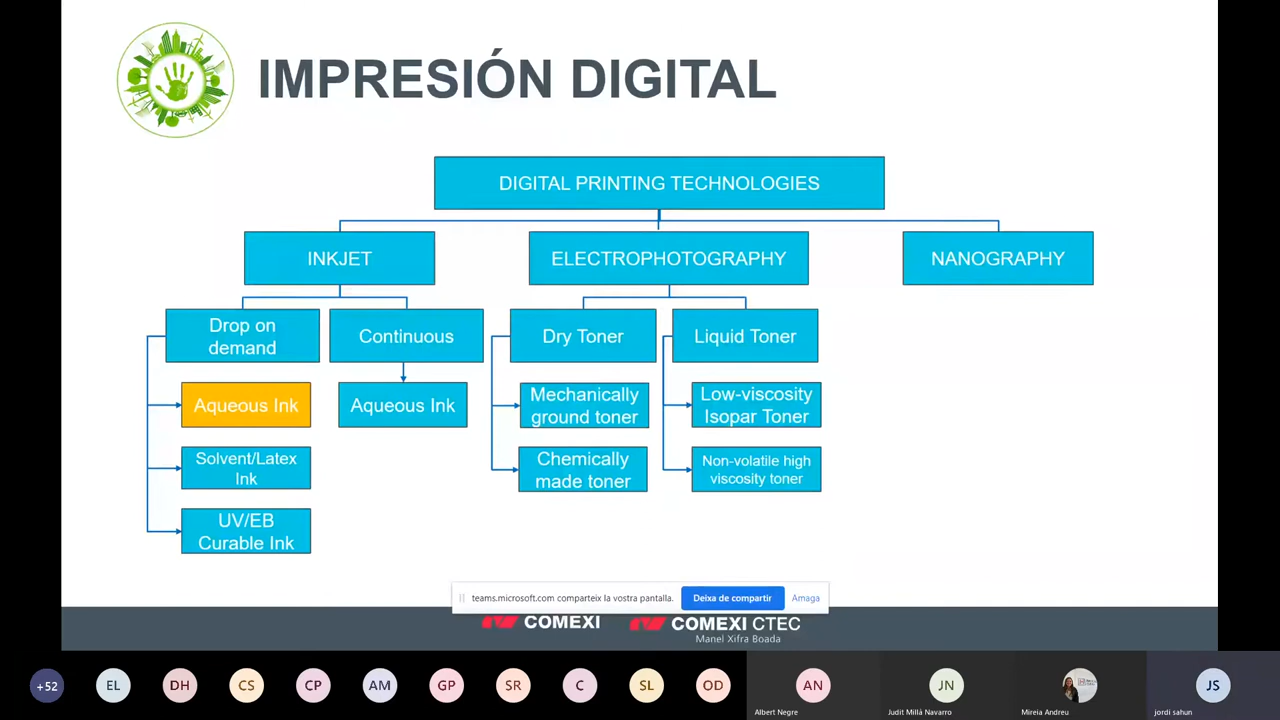 IMPRESIÓN DIGITAL
DIGITAL PRINTING TECHNOLOGIES
INKJET
ELECTROPHOTOGRAPHY
NANOGRAPHY
Drop on
demand
Continuous
Dry Toner
Liquid Toner
Aqueous Ink
Aqueous Ink
Mechanically
ground toner
Low-viscosity
Isopar Toner
Solvent/Latex
Ink
Chemically
made toner
Non-volatile high
viscosity toner
UV/EB
Curable Ink
teams.microsoft.com comparteix la vostra pantalla.
Deixa de compartir
Amaga
COMEXI
COMEXI CTEC
Manel Xifra Boada
+52
EL
DH
CS
CP
AM
GP
SR
C
SL
OD
AN
JN
JS
Albert Negre
Judit Millà Navarro
Mireia Andreu
jordi sahun